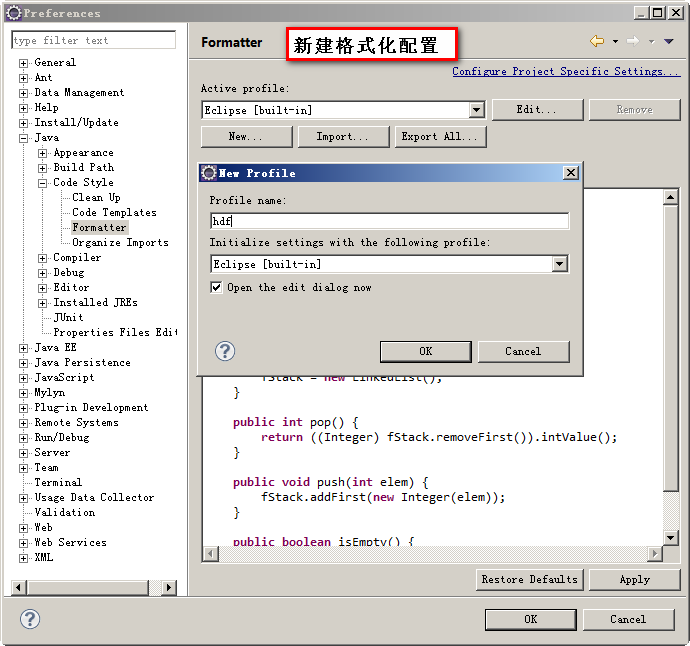 Preferences
type filter text
General
Ant
Data Management
Help
Install/Update
Java
Appearance
Build Path
Code Style
Clean Up
Code Templates
Formatter
Organize Imports
Compiler
Debug
Editor
Installed JREs
JUnit
Properties Files Edit
Java EE
Java Persistence
JavaScript
Mylyn
Plug-in Development
Remote Systems
Run/Debug
Server
Team
Terminal
Usage Data Collector
Validation
Web
Web Services
XML
Formatter
新建格式化配置
Configure Project Specific Settings...
Active profile:
Eclipse [built-in]
Edit...
Remove
New...
Import...
Export All...
New Profile
Profile name:
hdf
Initialize settings with the following profile:
Eclipse [built-in]
Open the edit dialog now
?
OK
Cancel
fStack = new LinkedList();
}
public int pop() {
return ((Integer) fStack.removeFirst()).intValue();
}
public void push(int elem) {
fStack.addFirst(new Integer(elem));
}
public boolean isEmpty() {
Restore Defaults
Apply
?
OK
Cancel